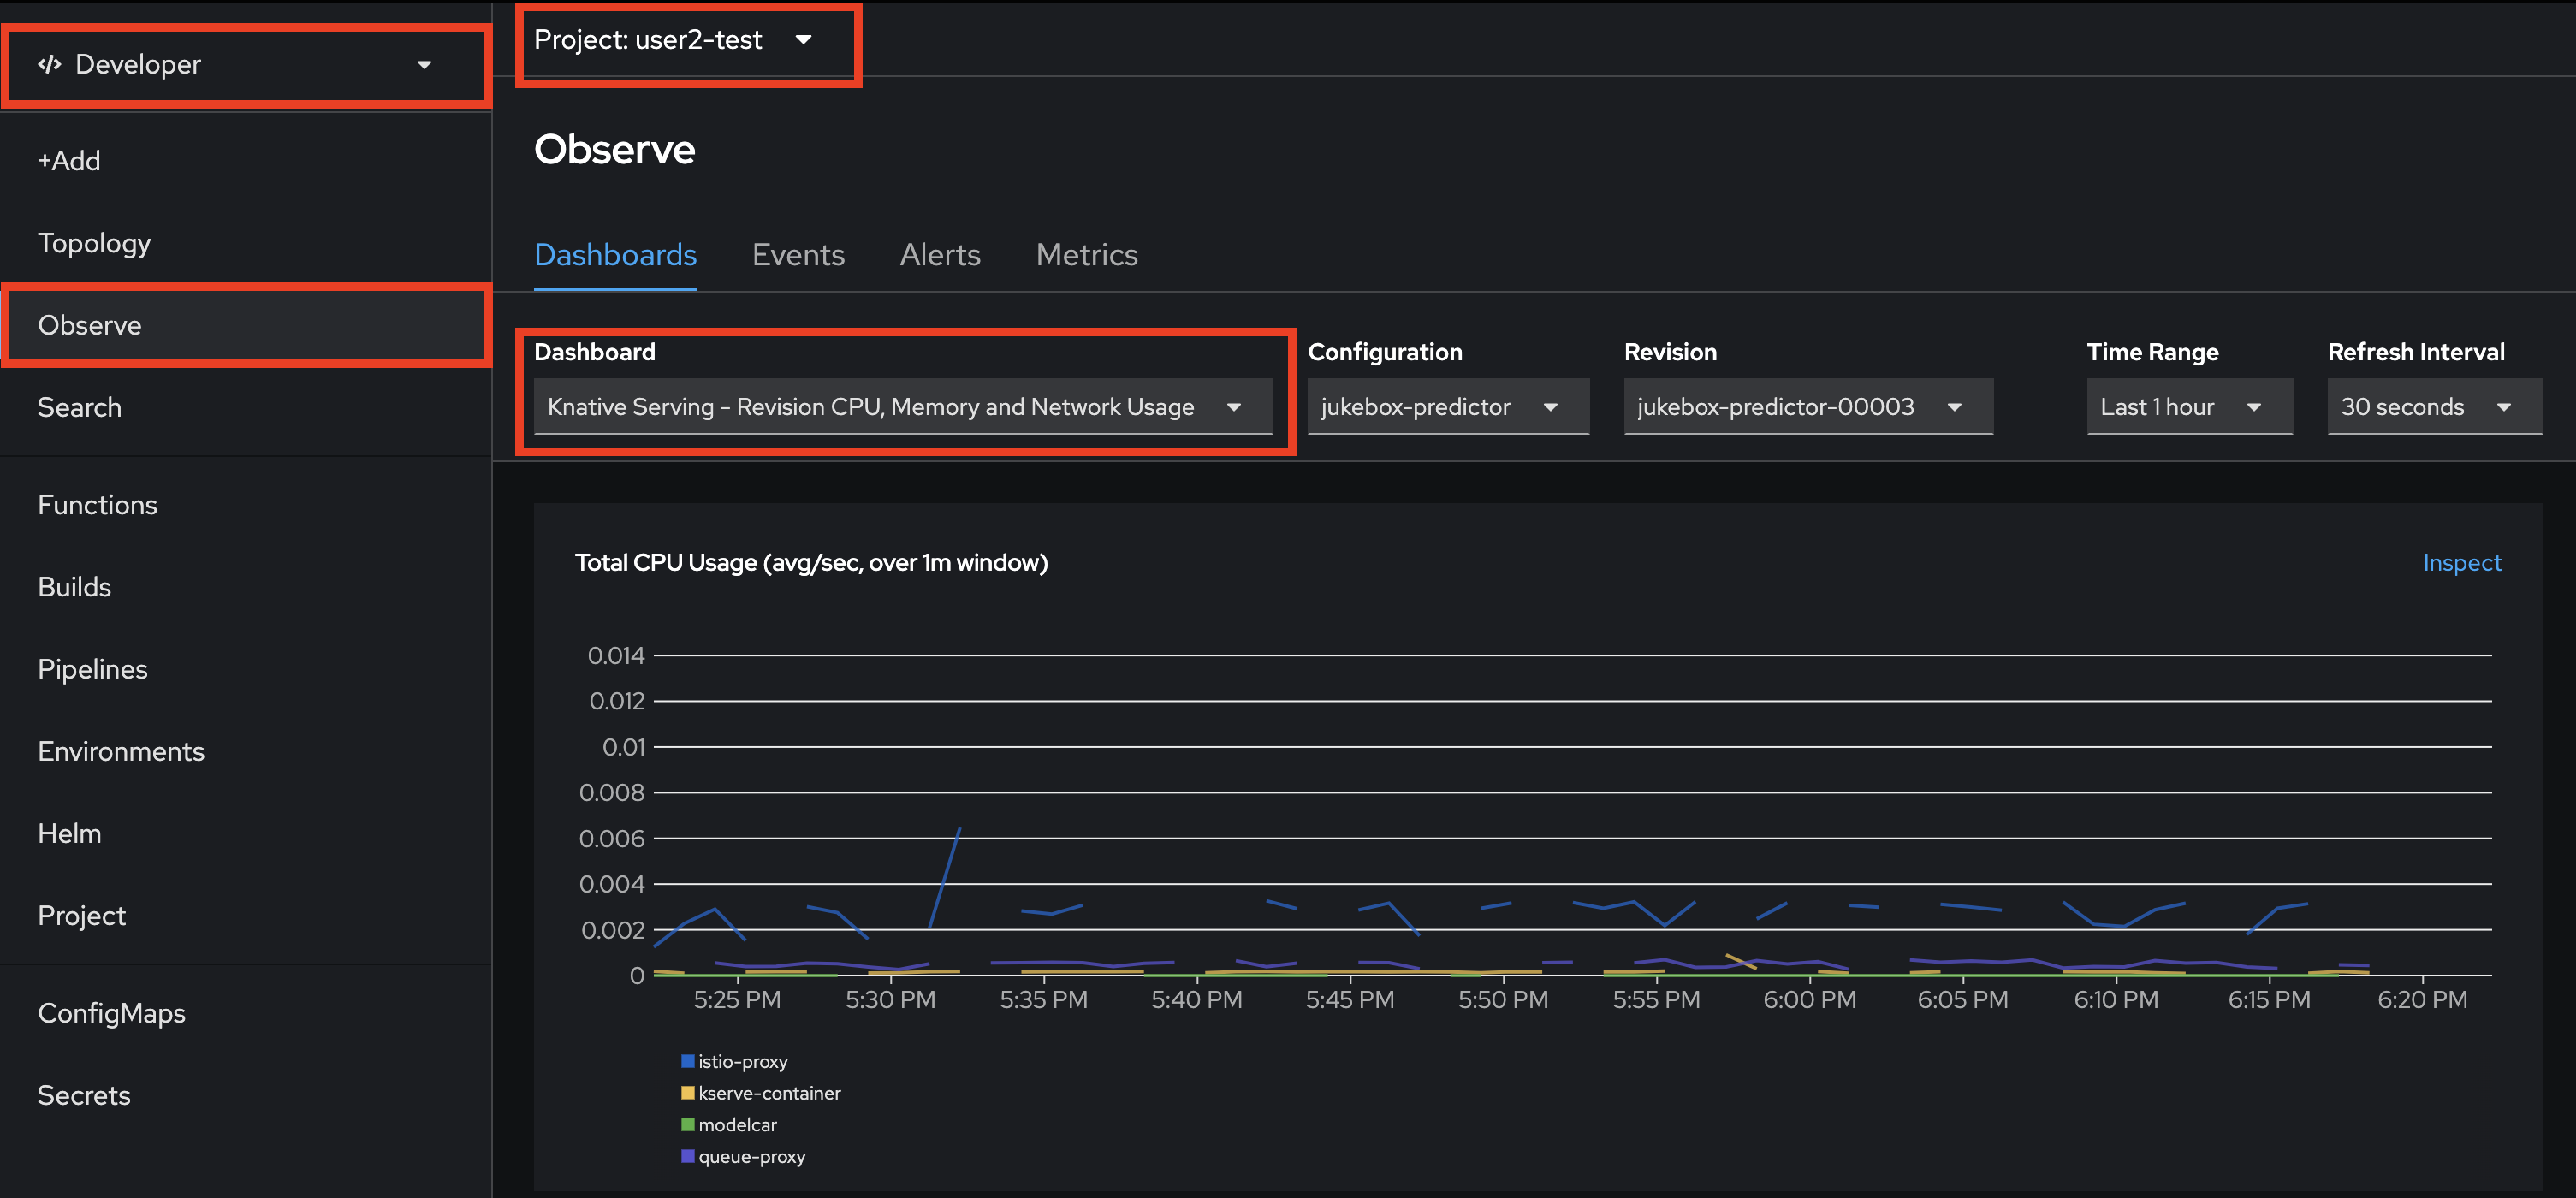 Developer
+Add
Topology
Observe
Search
Functions
Builds
Pipelines
Environments
Helm
Project
ConfigMaps
Secrets
Project: user2-test
Observe
Dashboards Events Alerts Metrics
Dashboard Configuration Revision Time Range Refresh Interval
Knative Serving - Revision CPU, Memory and Network Usage jukebox-predictor jukebox-predictor-00003 Last 1 hour 30 seconds
Total CPU Usage (avg/sec, over 1m window) Inspect
0.014
0.012
0.01
0.008
0.006
0.004
0.002
0
5:25 PM 5:30 PM 5:35 PM 5:40 PM 5:45 PM 5:50 PM 5:55 PM 6:00 PM 6:05 PM 6:10 PM 6:15 PM 6:20 PM
istio-proxy
kserve-container
modelcar
queue-proxy